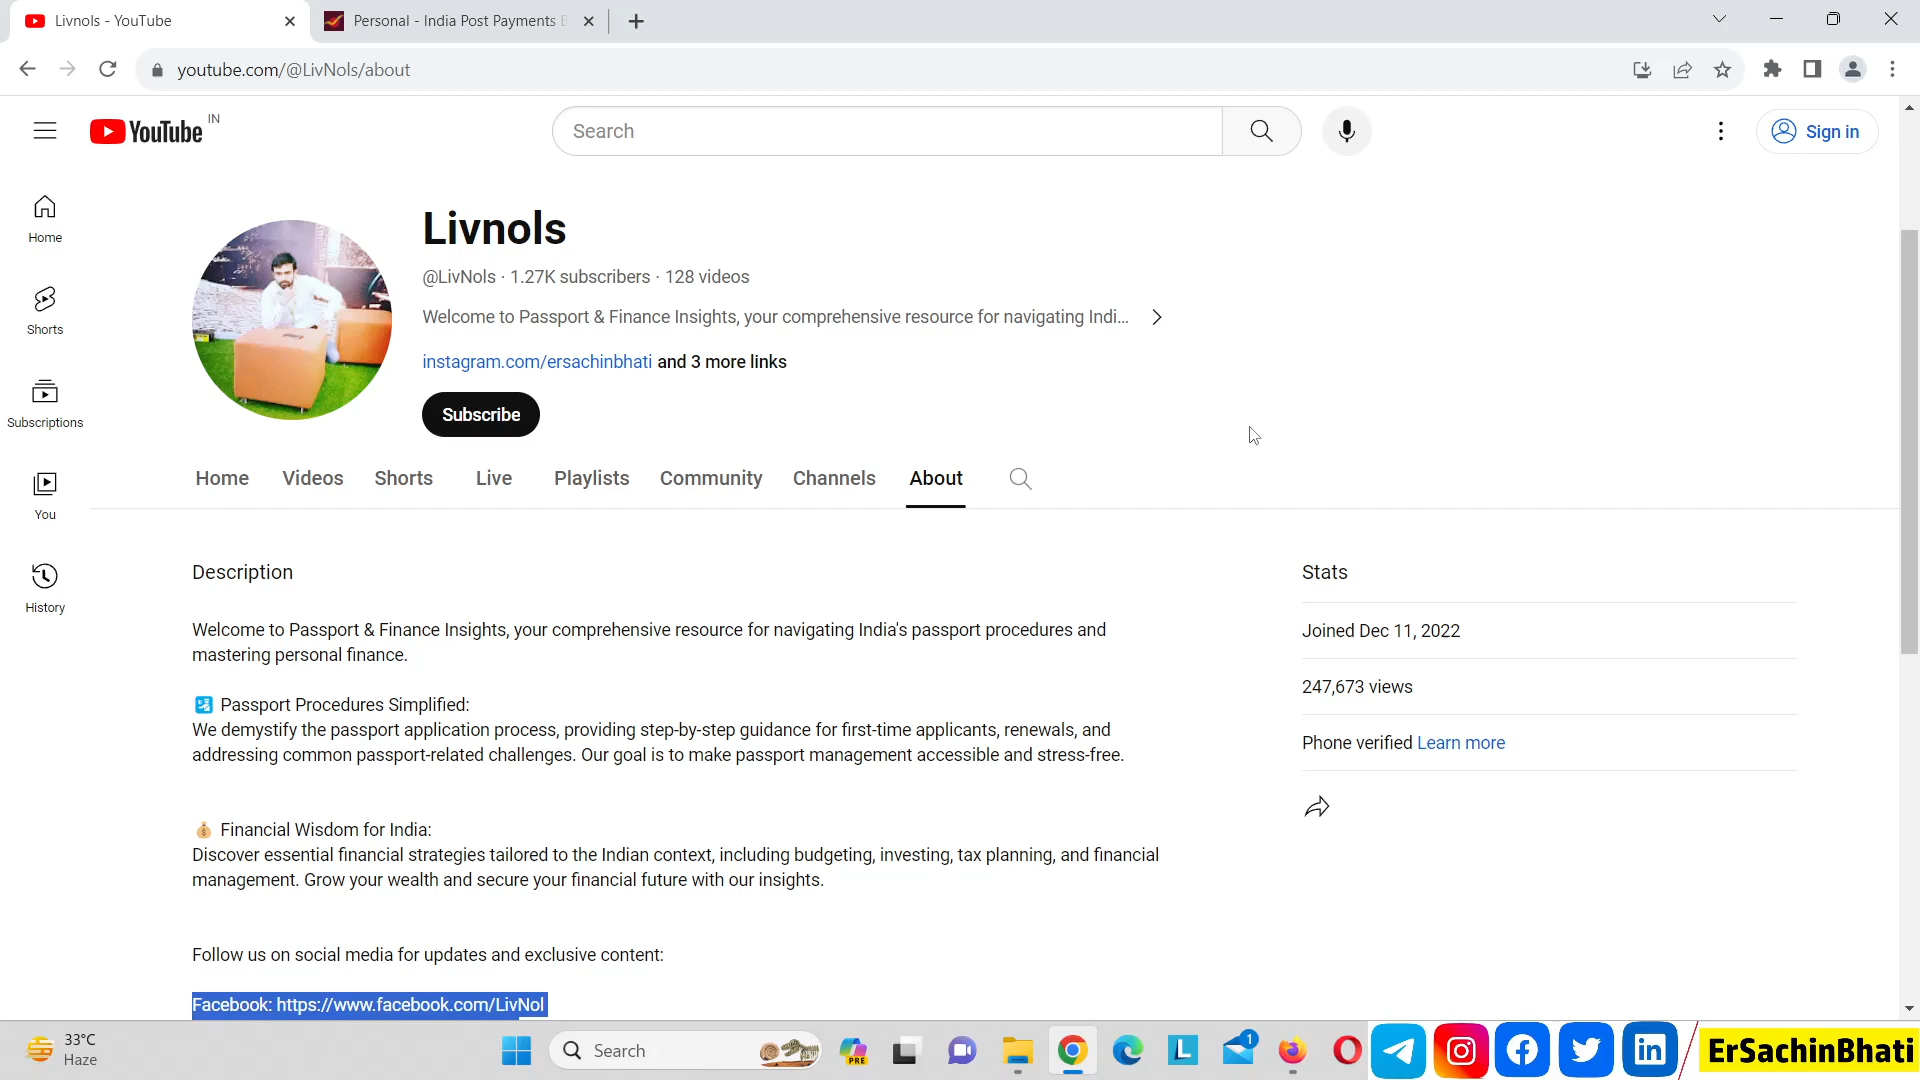 Livnols - YouTube
Personal - India Post Payments B
youtube.com/@LivNols/about
YouTube IN
Search
Sign in
Home
Shorts
Subscriptions
You
History
Livnols
@LivNols · 1.27K subscribers · 128 videos
Welcome to Passport & Finance Insights, your comprehensive resource for navigating Indi...
instagram.com/ersachinbhati and 3 more links
Subscribe
Home Videos Shorts Live Playlists Community Channels About
Description
Welcome to Passport & Finance Insights, your comprehensive resource for navigating India's passport procedures and
mastering personal finance.
Passport Procedures Simplified:
We demystify the passport application process, providing step-by-step guidance for first-time applicants, renewals, and
addressing common passport-related challenges. Our goal is to make passport management accessible and stress-free.
Financial Wisdom for India:
Discover essential financial strategies tailored to the Indian context, including budgeting, investing, tax planning, and financial
management. Grow your wealth and secure your financial future with our insights.
Follow us on social media for updates and exclusive content:
Facebook: https://www.facebook.com/LivNol
Stats
Joined Dec 11, 2022
247,673 views
Phone verified Learn more
33°C
Haze
Search
PRE
L
1
in
ErSachinBhati